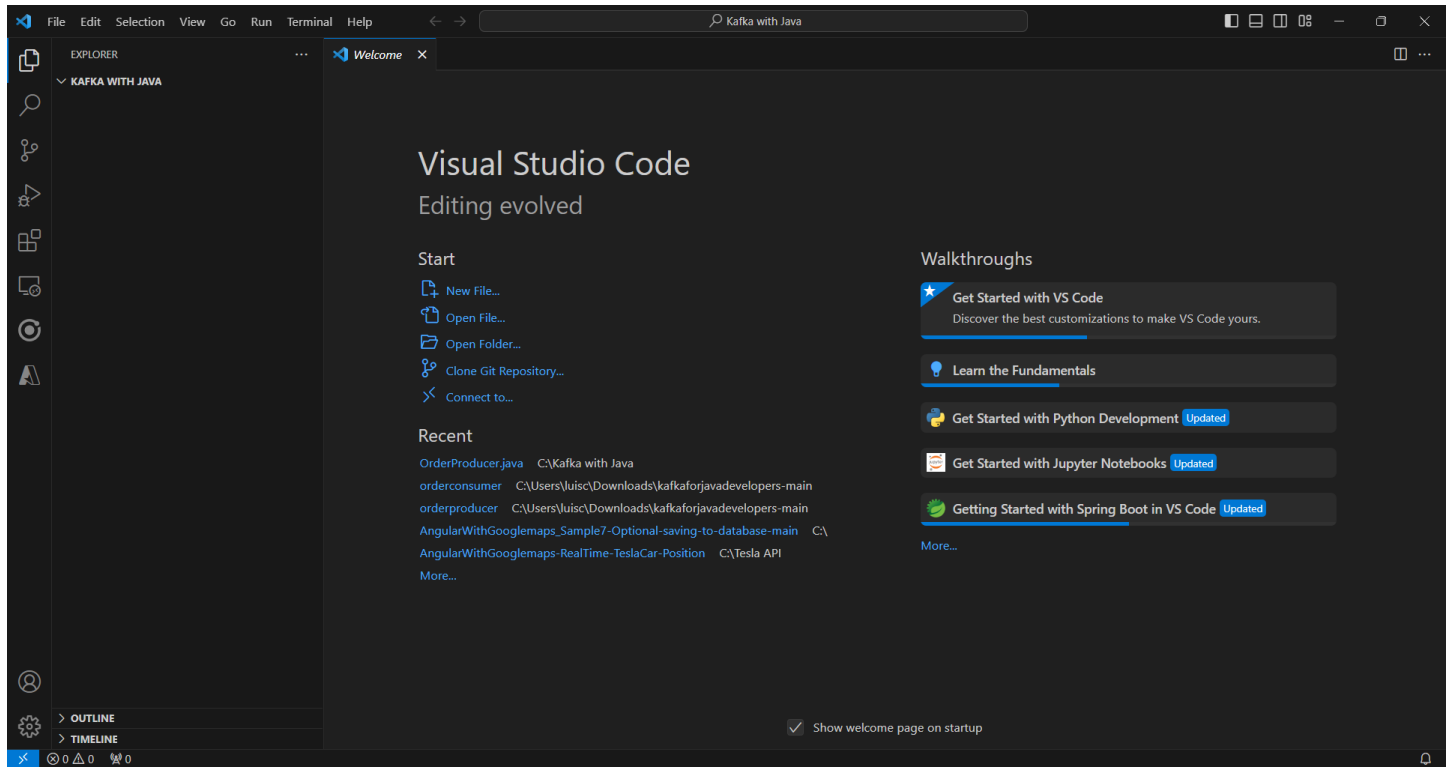 File Edit Selection View Go Run Terminal Help Kafka with Java
EXPLORER
Welcome
KAFKA WITH JAVA
Visual Studio Code
Editing evolved
Start
New File...
Open File...
Open Folder...
Clone Git Repository...
Connect to...
Recent
OrderProducer.java C:\Kafka with Java
orderconsumer C:\Users\luisc\Downloads\kafkaforjavadevelopers-main
orderproducer C:\Users\luisc\Downloads\kafkaforjavadevelopers-main
AngularWithGooglemaps_Sample7-Optional-saving-to-database-main C:\
AngularWithGooglemaps-RealTime-TeslaCar-Position C:\Tesla API
More...
Walkthroughs
Get Started with VS Code
Discover the best customizations to make VS Code yours.
Learn the Fundamentals
Get Started with Python Development Updated
Get Started with Jupyter Notebooks Updated
Getting Started with Spring Boot in VS Code Updated
More...
Show welcome page on startup
OUTLINE
TIMELINE
0 0 0